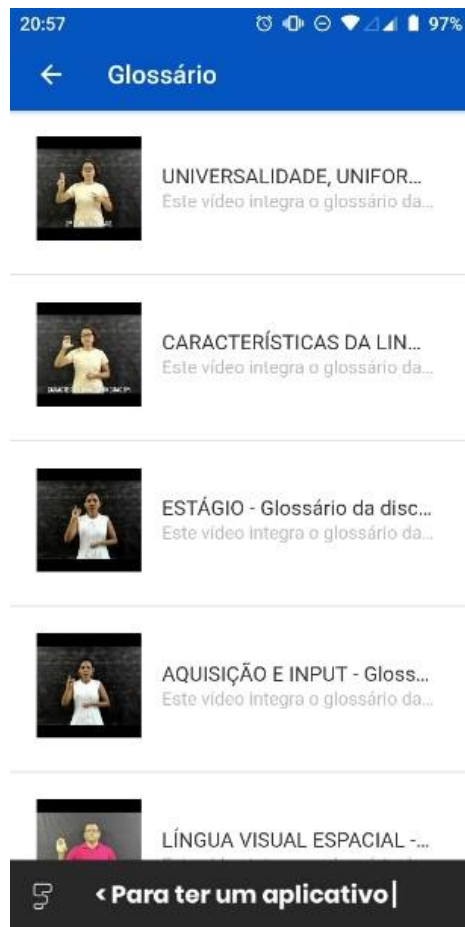 20:57 97%
Glossário
UNIVERSALIDADE, UNIFOR...
Este vídeo integra o glossário da...
CARACTERÍSTICAS DA LIN...
Este vídeo integra o glossário da...
ESTÁGIO - Glossário da disc...
Este vídeo integra o glossário da...
AQUISIÇÃO E INPUT - Gloss...
Este vídeo integra o glossário da...
LÍNGUA VISUAL ESPACIAL -...
< Para ter um aplicativo|